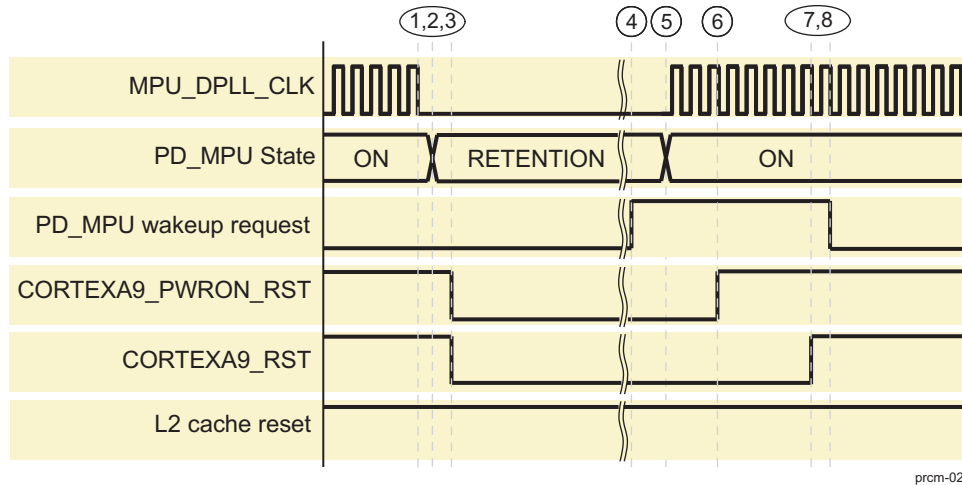 1,2,3 4 5 6 7,8
MPU_DPLL_CLK
PD_MPU State ON RETENTION ON
PD_MPU wakeup request
CORTEXA9_PWRON_RST
CORTEXA9_RST
L2 cache reset
prcm-02